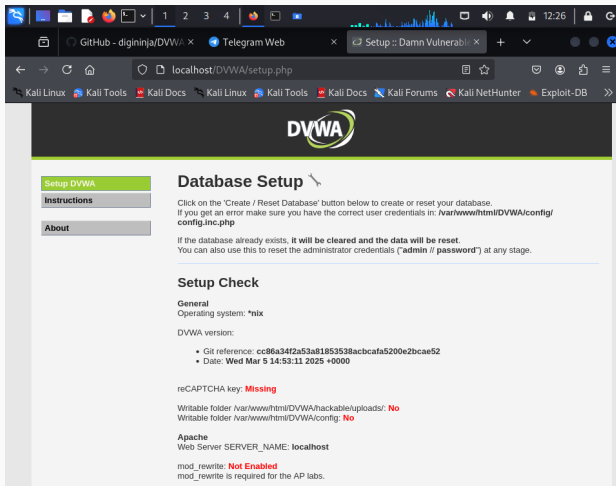 1 2 3 4 12:26
GitHub - digininja/DVWA Telegram Web Setup :: Damn Vulnerable
localhost/DVWA/setup.php
Kali Linux Kali Tools Kali Docs Kali Linux Kali Tools Kali Docs Kali Forums Kali NetHunter Exploit-DB
DVWA
Setup DVWA
Instructions
About
Database Setup
Click on the 'Create / Reset Database' button below to create or reset your database.
If you get an error make sure you have the correct user credentials in: /var/www/html/DVWA/config/
config.inc.php
If the database already exists, it will be cleared and the data will be reset.
You can also use this to reset the administrator credentials ("admin // password") at any stage.
Setup Check
General
Operating system: *nix
DVWA version:
• Git reference: cc86a34f2a53a81853538acbcafa5200e2bcae52
• Date: Wed Mar 5 14:53:11 2025 +0000
reCAPTCHA key: Missing
Writable folder /var/www/html/DVWA/hackable/uploads/: No
Writable folder /var/www/html/DVWA/config: No
Apache
Web Server SERVER_NAME: localhost
mod_rewrite: Not Enabled
mod_rewrite is required for the AP labs.